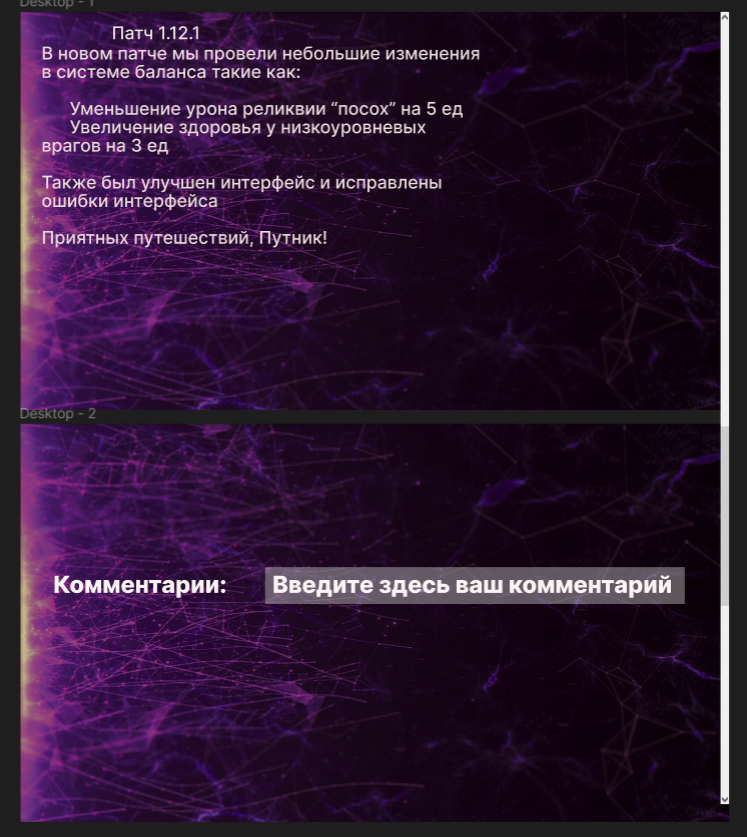 Desktop - 1
Патч 1.12.1
В новом патче мы провели небольшие изменения
в системе баланса такие как:
Уменьшение урона реликвии “посох” на 5 ед
Увеличение здоровья у низкоуровневых
врагов на 3 ед
Также был улучшен интерфейс и исправлены
ошибки интерфейса
Приятных путешествий, Путник!
Desktop - 2
Комментарии: Введите здесь ваш комментарий